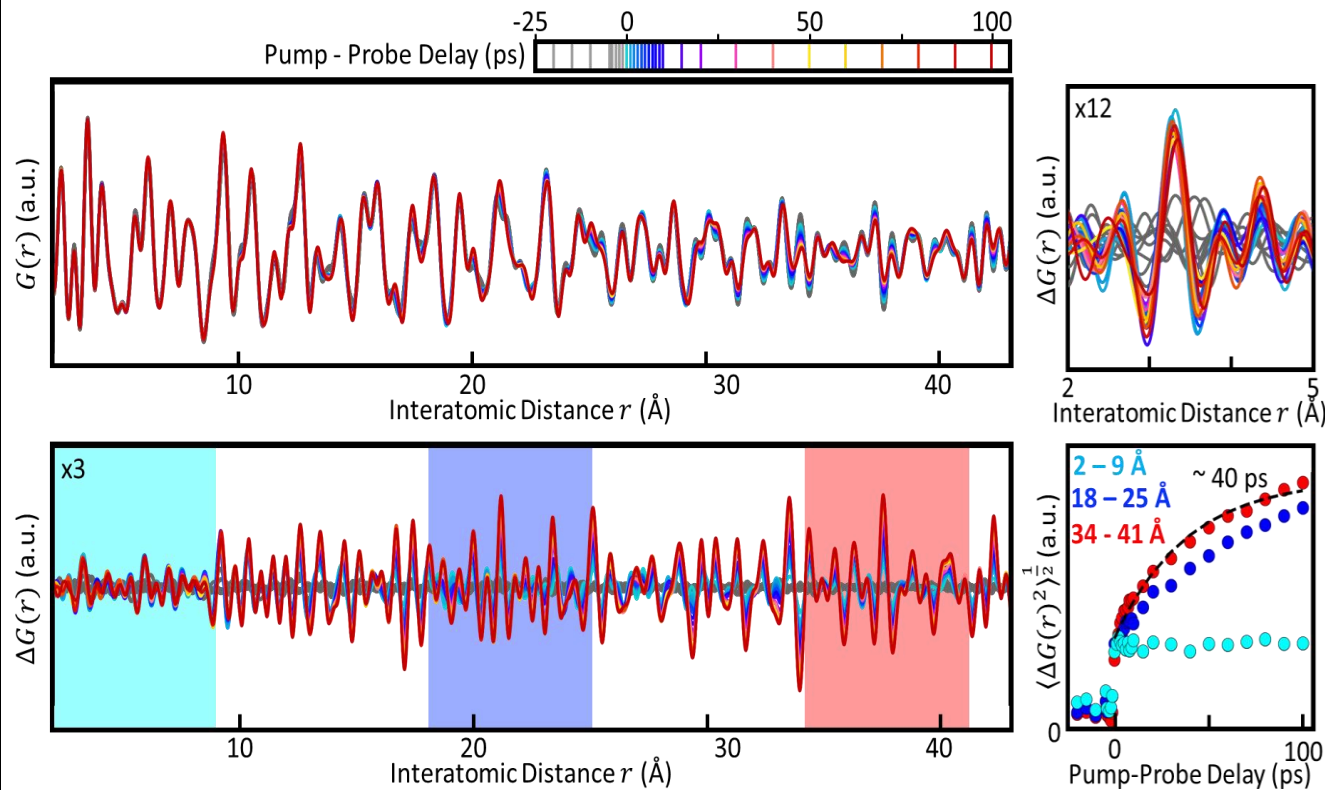 -25 0 50 100
Pump - Probe Delay (ps)
G(r) (a.u.)
10 20 30 40
Interatomic Distance r (Å)
x12
ΔG(r) (a.u.)
2 5
Interatomic Distance r (Å)
x3
ΔG(r) (a.u.)
10 20 30 40
Interatomic Distance r (Å)
2 – 9 Å
18 – 25 Å
34 - 41 Å
~ 40 ps
⟨ΔG(r)²⟩^½ (a.u.)
0
0 100
Pump-Probe Delay (ps)